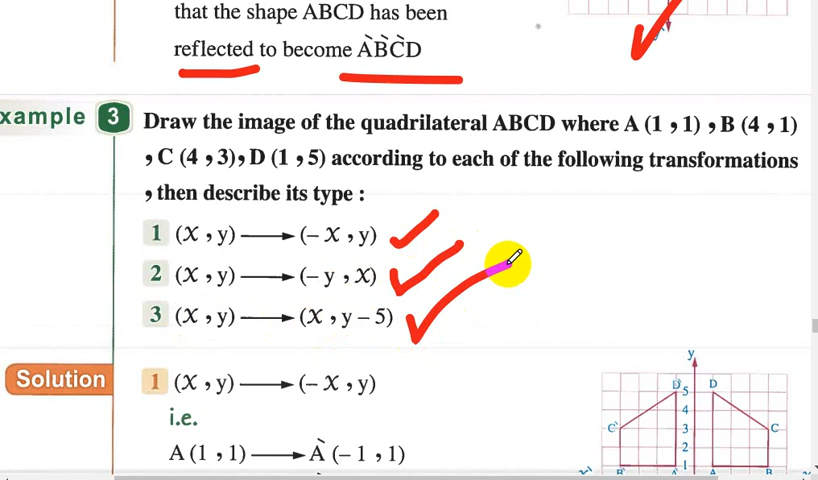 that the shape ABCD has been
reflected to become ÀB̀C̀D
xample 3 Draw the image of the quadrilateral ABCD where A (1 , 1) , B (4 , 1)
, C (4 , 3), D (1 , 5) according to each of the following transformations
, then describe its type :
1 (X , y) ⟶ (– X , y)
2 (X , y) ⟶ (– y , X)
3 (X , y) ⟶ (X , y – 5)
Solution 1 (X , y) ⟶ (– X , y)
i.e.
A (1 , 1) ⟶ À (– 1 , 1)
y
D̀ 5 D
4
C̀ 3 C
2
1